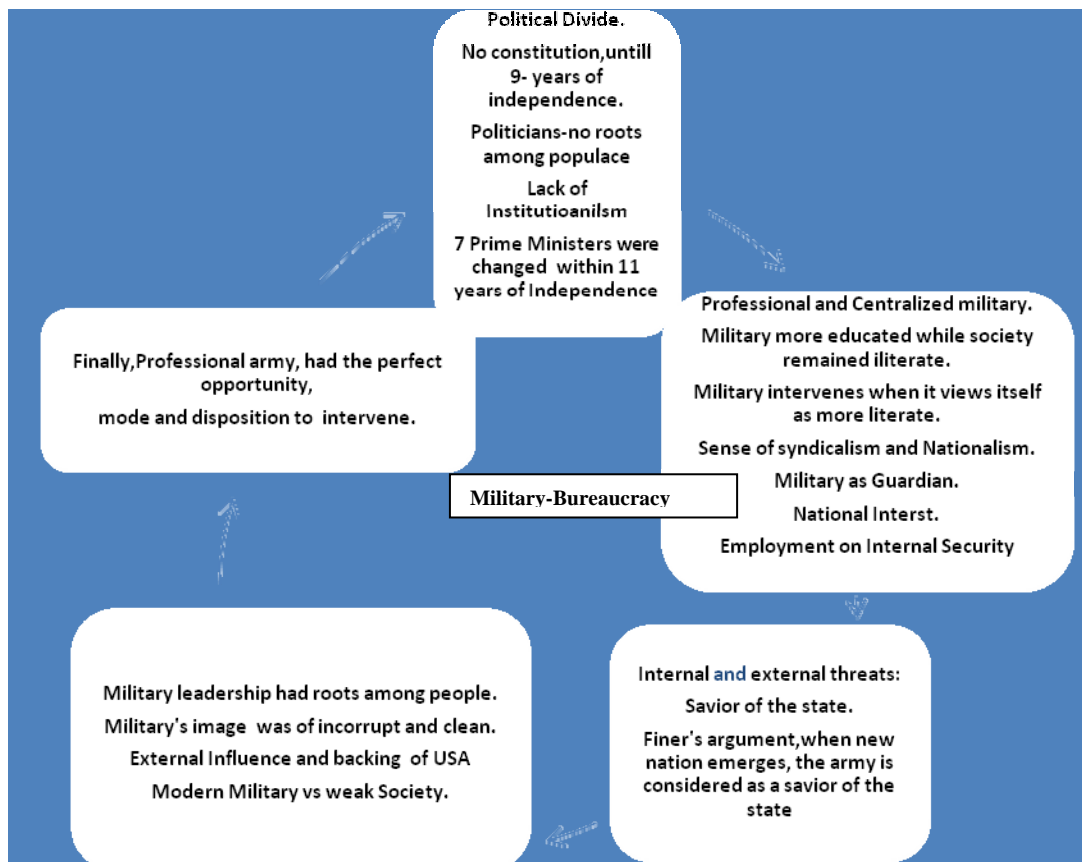 Political Divide.
No constitution,untill
9- years of
independence.
Politicians-no roots
among populace
Lack of
Institutioanilsm
7 Prime Ministers were
changed within 11
years of Independence
Professional and Centralized military.
Military more educated while society
remained iliterate.
Military intervenes when it views itself
as more literate.
Sense of syndicalism and Nationalism.
Military as Guardian.
National Interst.
Employment on Internal Security
Internal and external threats:
Savior of the state.
Finer's argument,when new
nation emerges, the army is
considered as a savior of the
state
Military leadership had roots among people.
Military's image was of incorrupt and clean.
External Influence and backing of USA
Modern Military vs weak Society.
Finally,Professional army, had the perfect
opportunity,
mode and disposition to intervene.
Military-Bureaucracy